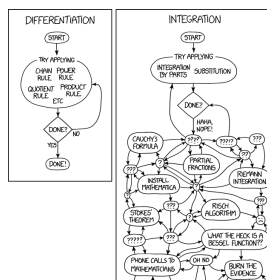 DIFFERENTIATION
START
TRY APPLYING
CHAIN RULE
POWER RULE
QUOTIENT RULE
PRODUCT RULE
ETC
DONE?
NO
YES
DONE!
INTEGRATION
START
TRY APPLYING
INTEGRATION BY PARTS
SUBSTITUTION
DONE?
HAHA,
NOPE!
CAUCHY'S
FORMULA
????
???!?
???
???
PARTIAL
FRACTIONS
??
?
???
INSTALL
MATHEMATICA
RIEMANN
INTEGRATION
?
???
STOKES'
THEOREM
???
RISCH
ALGORITHM
???
?????
???
WHAT THE HECK IS A
BESSEL FUNCTION??
PHONE CALLS TO
MATHEMATICIANS
OH NO
BURN THE
EVIDENCE